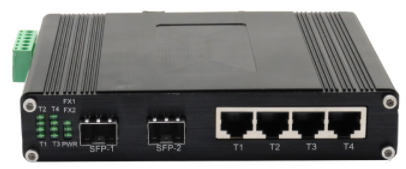 FX1
T2 T4 FX2
T1 T3 PWR
SFP-1
SFP-2
T1
T2
T3
T4